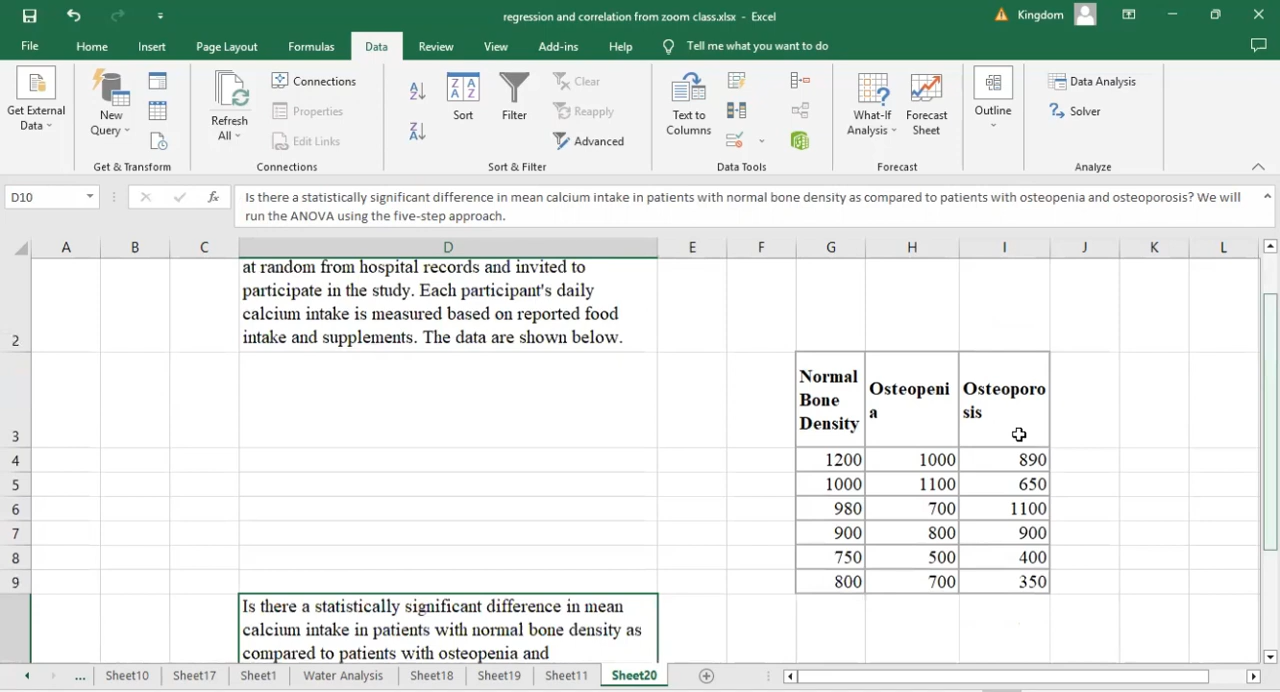 regression and correlation from zoom class.xlsx - Excel
Kingdom
File Home Insert Page Layout Formulas Data Review View Add-ins Help Tell me what you want to do
Get External Data
New Query
Get & Transform
Refresh All
Connections
Properties
Edit Links
Connections
Sort
Filter
Clear
Reapply
Advanced
Sort & Filter
Text to Columns
Data Tools
What-If Analysis
Forecast Sheet
Forecast
Outline
Data Analysis
Solver
Analyze
D10
fx
Is there a statistically significant difference in mean calcium intake in patients with normal bone density as compared to patients with osteopenia and osteoporosis? We will
run the ANOVA using the five-step approach.
A B C D E F G H I J K L
at random from hospital records and invited to
participate in the study. Each participant's daily
calcium intake is measured based on reported food
intake and supplements. The data are shown below.
2
Normal
Bone
Density
Osteopeni
a
Osteoporo
sis
3
4 1200 1000 890
5 1000 1100 650
6 980 700 1100
7 900 800 900
8 750 500 400
9 800 700 350
Is there a statistically significant difference in mean
calcium intake in patients with normal bone density as
compared to patients with osteopenia and
... Sheet10 Sheet17 Sheet1 Water Analysis Sheet18 Sheet19 Sheet11 Sheet20